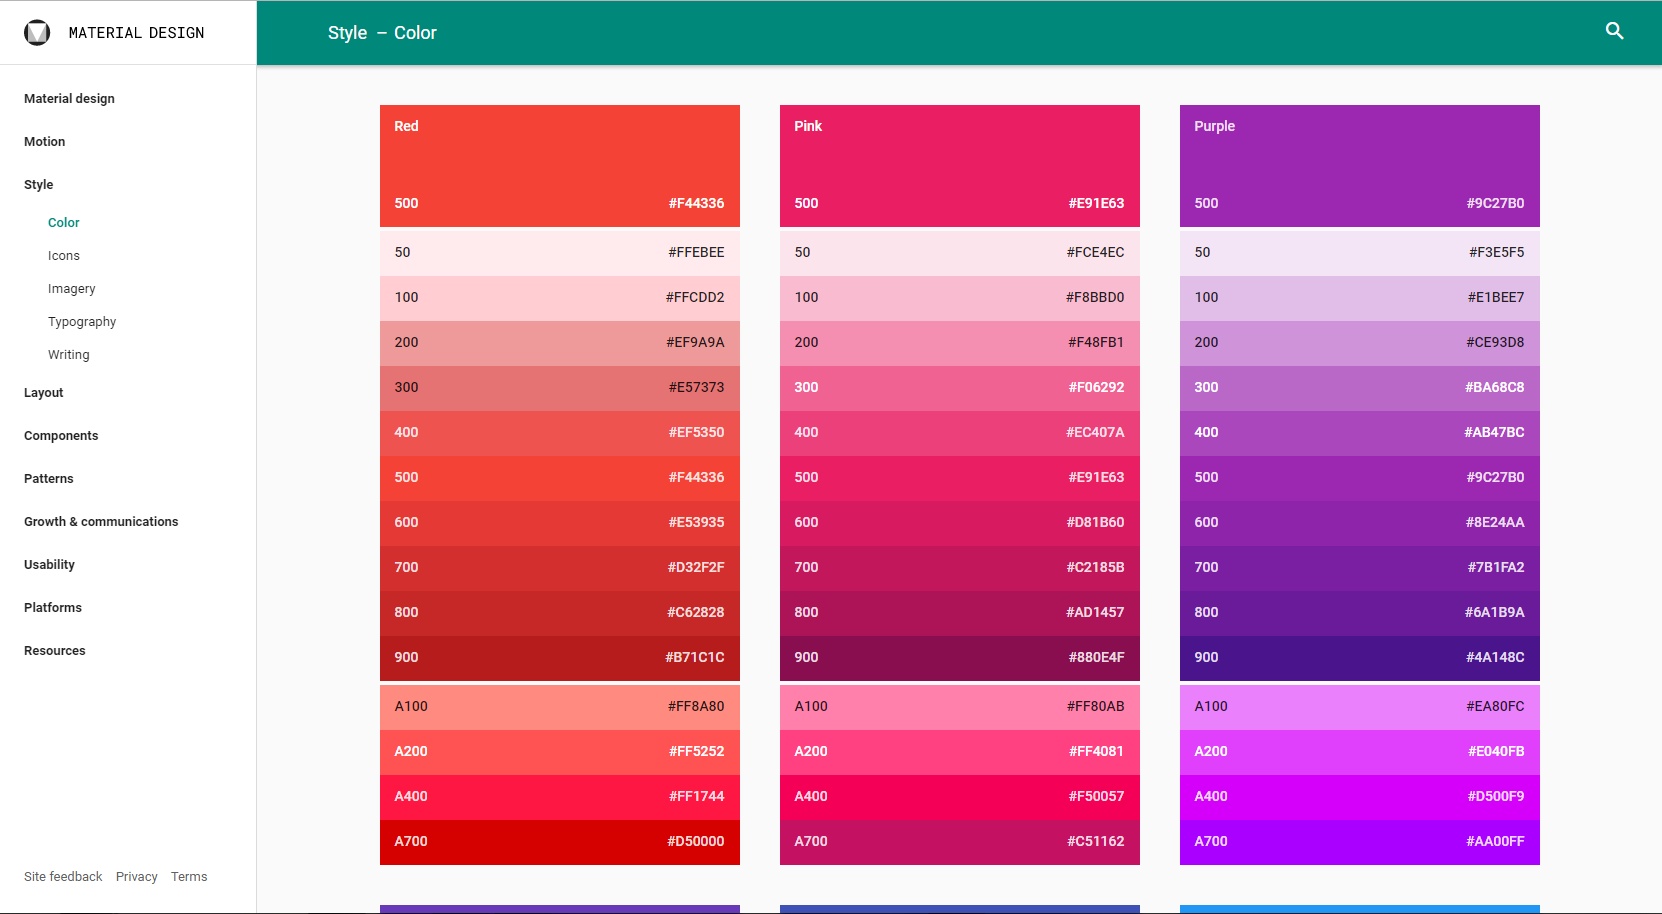 MATERIAL DESIGN
Style – Color
Material design
Motion
Style
Color
Icons
Imagery
Typography
Writing
Layout
Components
Patterns
Growth & communications
Usability
Platforms
Resources
Site feedback Privacy Terms
Red
500 #F44336
50 #FFEBEE
100 #FFCDD2
200 #EF9A9A
300 #E57373
400 #EF5350
500 #F44336
600 #E53935
700 #D32F2F
800 #C62828
900 #B71C1C
A100 #FF8A80
A200 #FF5252
A400 #FF1744
A700 #D50000
Pink
500 #E91E63
50 #FCE4EC
100 #F8BBD0
200 #F48FB1
300 #F06292
400 #EC407A
500 #E91E63
600 #D81B60
700 #C2185B
800 #AD1457
900 #880E4F
A100 #FF80AB
A200 #FF4081
A400 #F50057
A700 #C51162
Purple
500 #9C27B0
50 #F3E5F5
100 #E1BEE7
200 #CE93D8
300 #BA68C8
400 #AB47BC
500 #9C27B0
600 #8E24AA
700 #7B1FA2
800 #6A1B9A
900 #4A148C
A100 #EA80FC
A200 #E040FB
A400 #D500F9
A700 #AA00FF